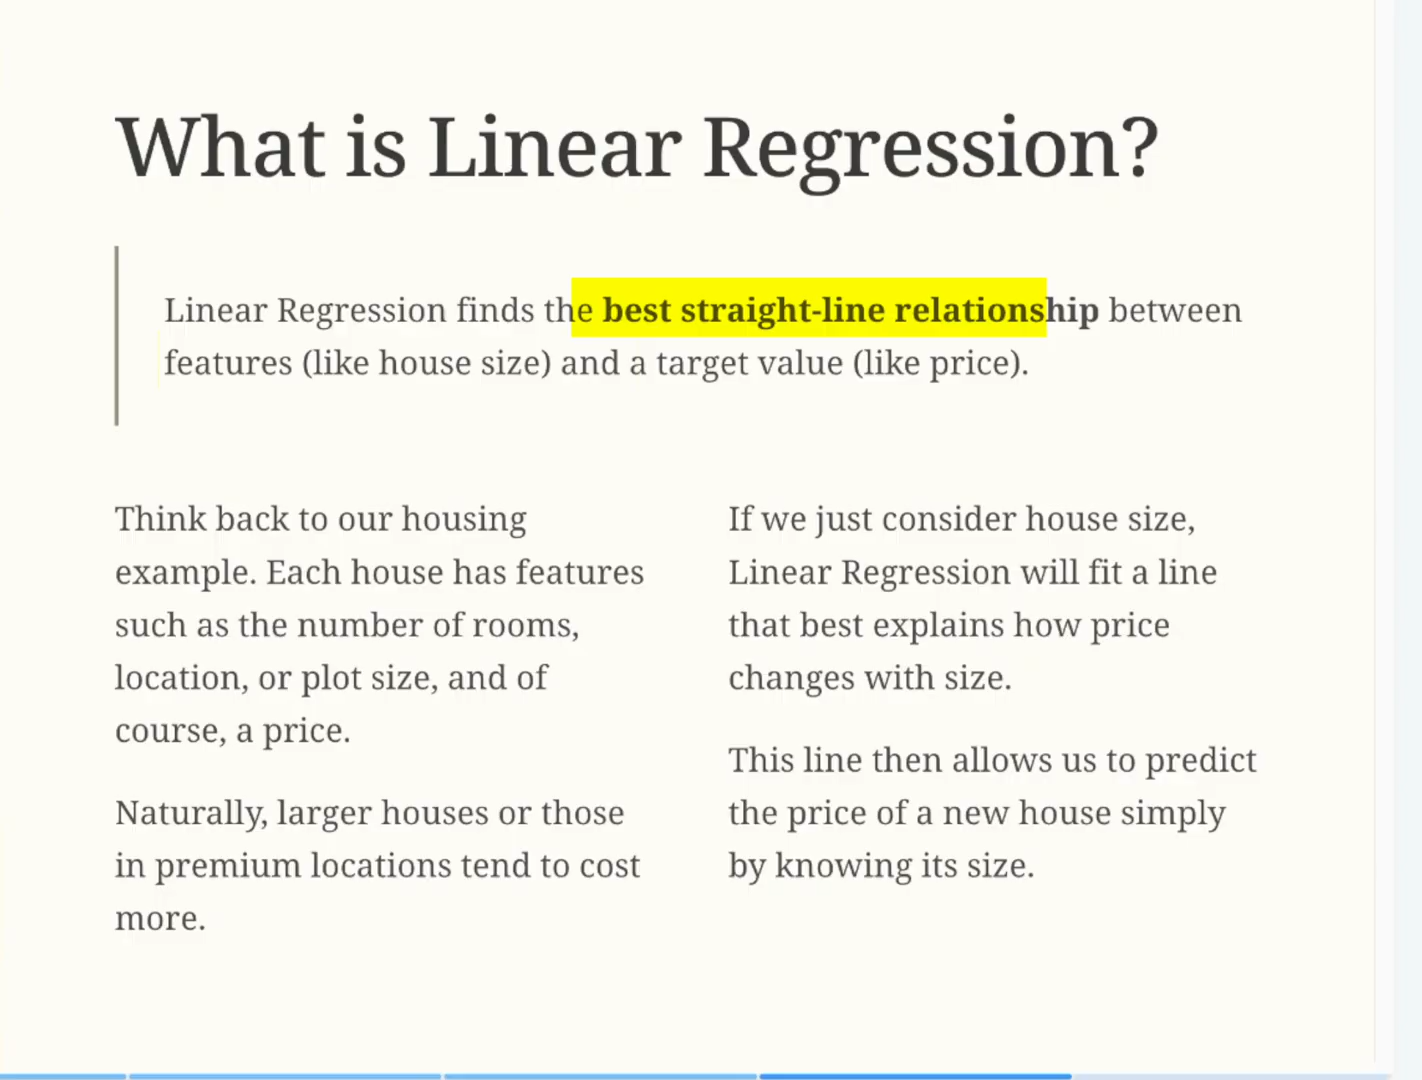 What is Linear Regression?
Linear Regression finds the best straight-line relationship between
features (like house size) and a target value (like price).
Think back to our housing
example. Each house has features
such as the number of rooms,
location, or plot size, and of
course, a price.
Naturally, larger houses or those
in premium locations tend to cost
more.
If we just consider house size,
Linear Regression will fit a line
that best explains how price
changes with size.
This line then allows us to predict
the price of a new house simply
by knowing its size.